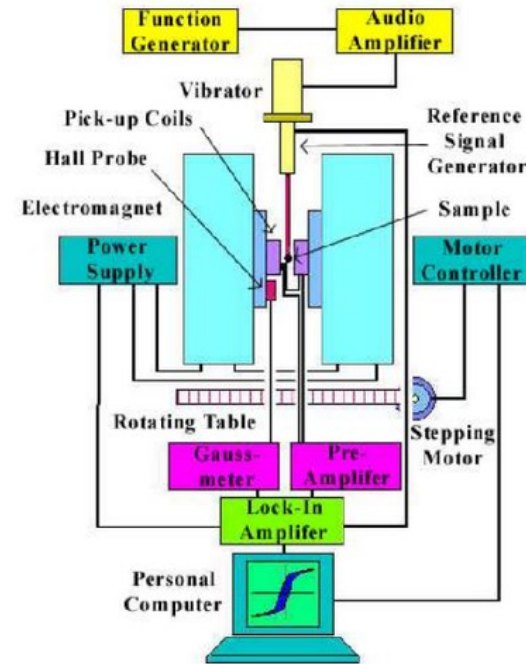 Function
Generator
Audio
Amplifier
Vibrator
Pick-up Coils
Hall Probe
Electromagnet
Reference
Signal
Generator
Sample
Power
Supply
Motor
Controller
Rotating Table
Stepping
Motor
Gauss-
meter
Pre-
Amplifer
Lock-In
Amplifer
Personal
Computer